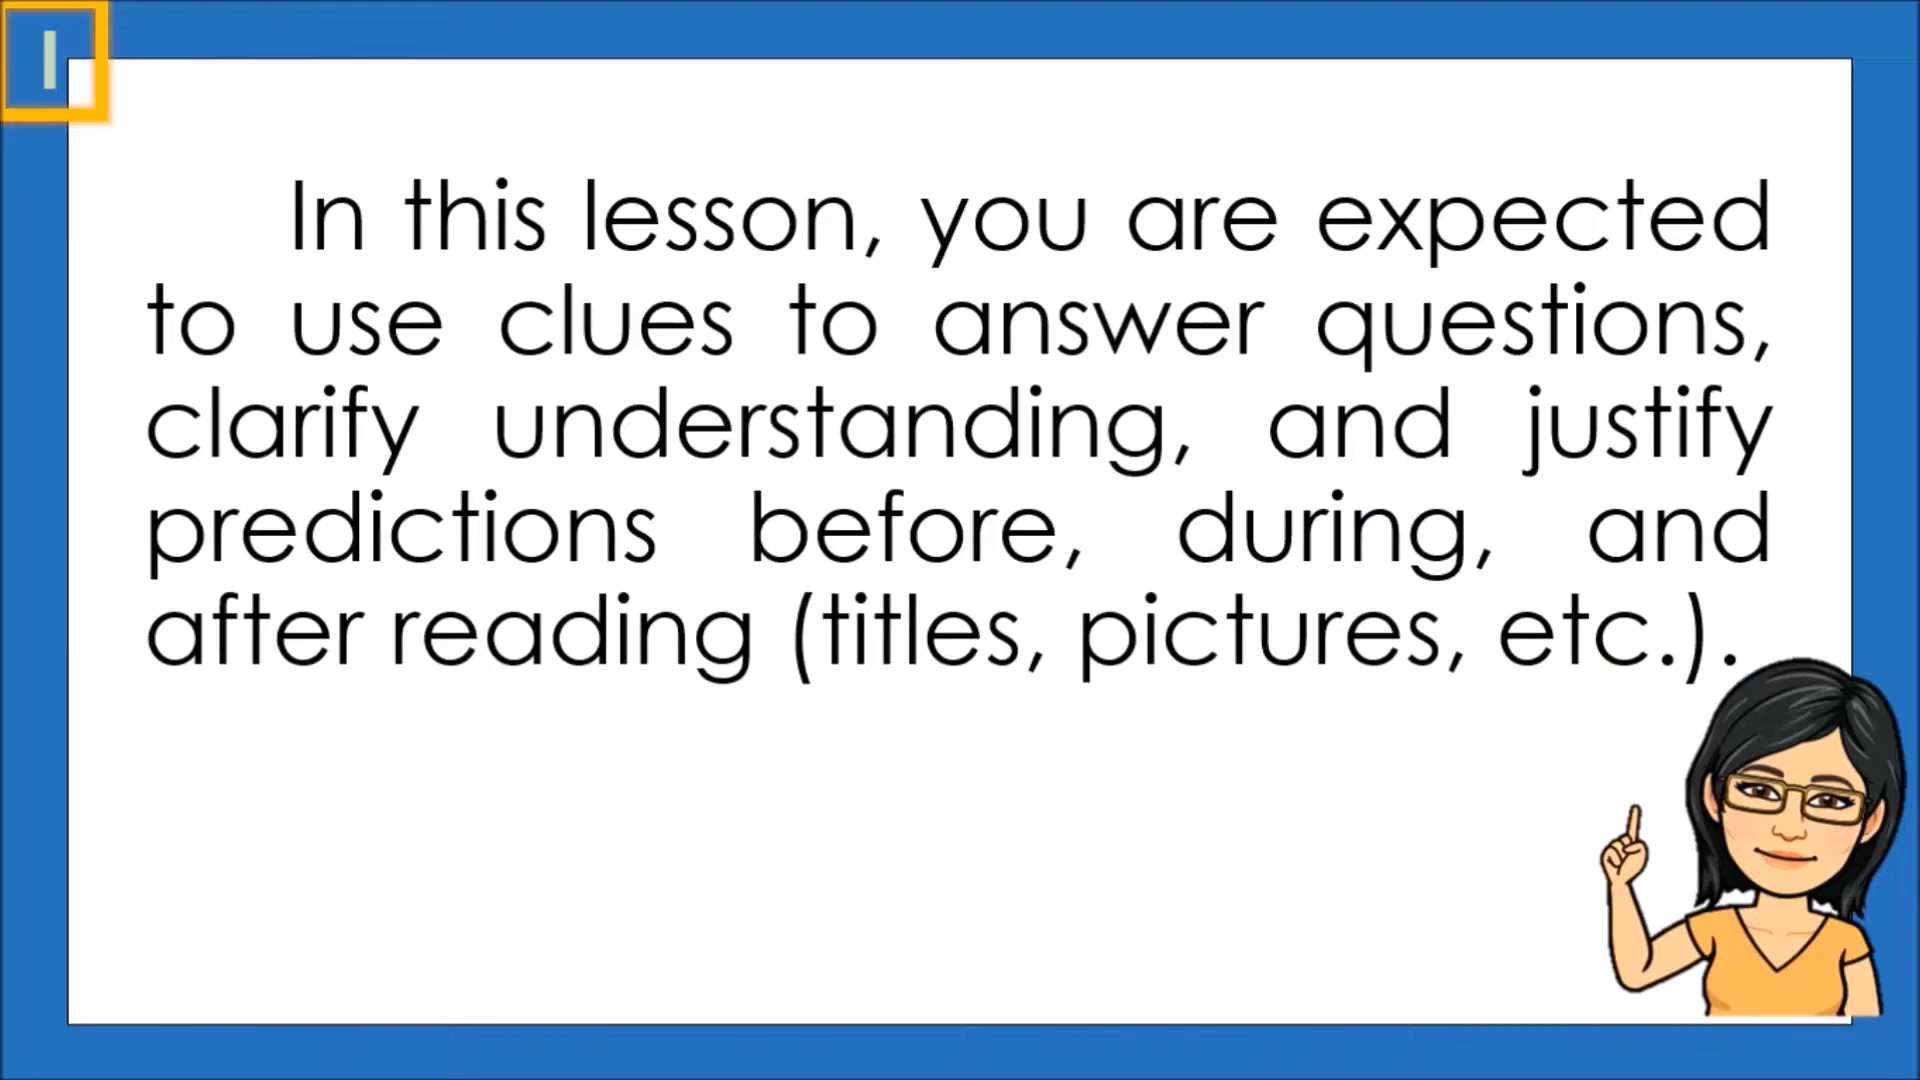 I
In this lesson, you are expected
to use clues to answer questions,
clarify understanding, and justify
predictions before, during, and
after reading (titles, pictures, etc.).